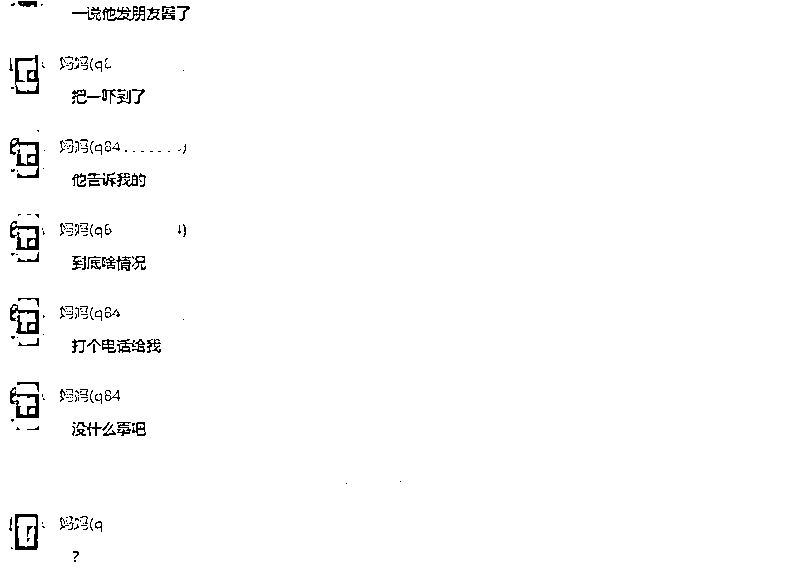 一说他发朋友圈了
妈妈(q6
把一吓到了
妈妈(q84
他告诉我的
妈妈(q6
到底啥情况
妈妈(q84
打个电话给我
妈妈(q84
没什么事吧
妈妈(q
?